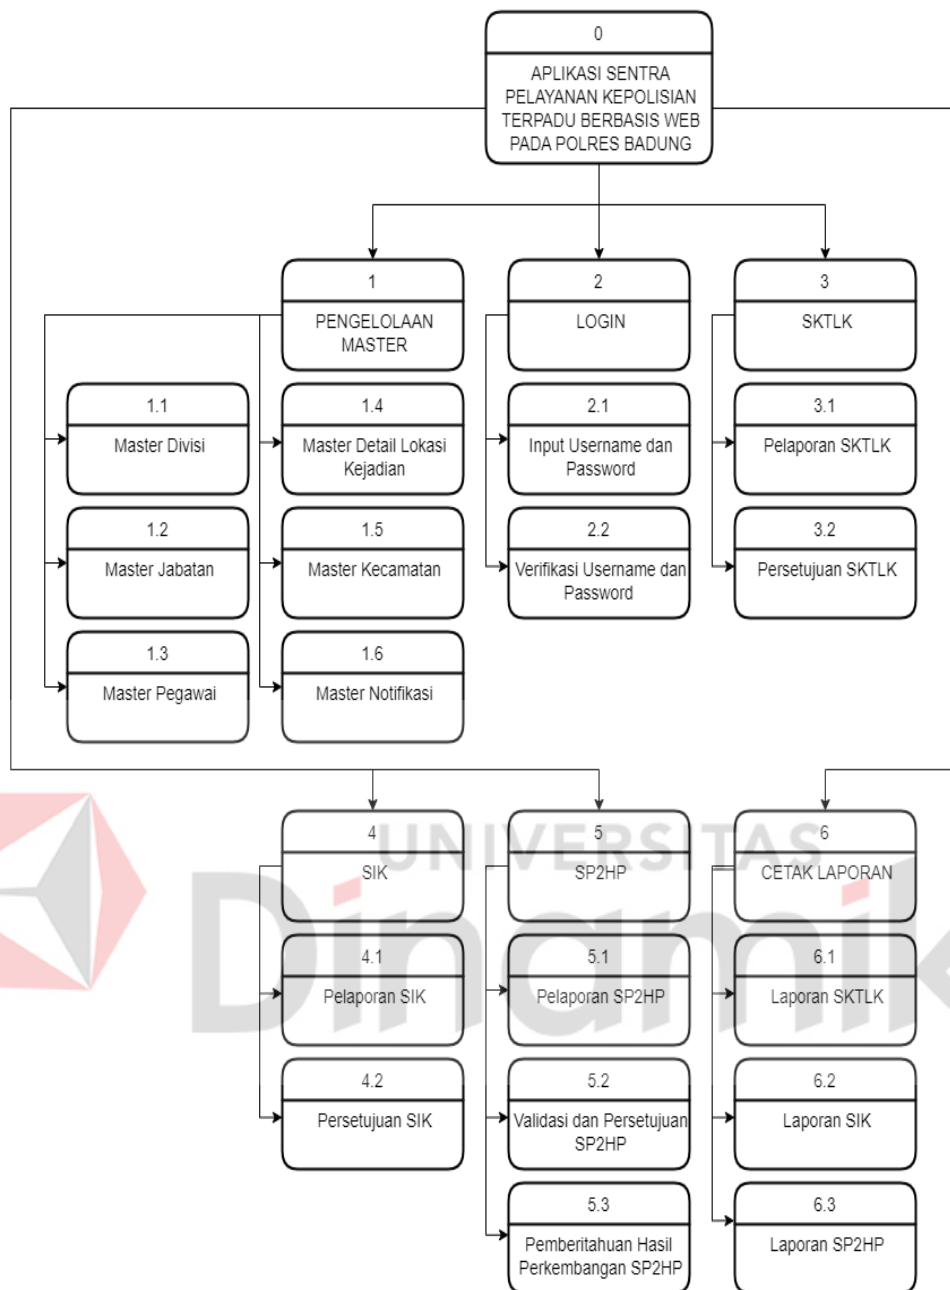 0
APLIKASI SENTRA
PELAYANAN KEPOLISIAN
TERPADU BERBASIS WEB
PADA POLRES BADUNG
1
PENGELOLAAN
MASTER
2
LOGIN
3
SKTLK
1.1
Master Divisi
1.4
Master Detail Lokasi
Kejadian
2.1
Input Username dan
Password
3.1
Pelaporan SKTLK
1.2
Master Jabatan
1.5
Master Kecamatan
2.2
Verifikasi Username dan
Password
3.2
Persetujuan SKTLK
1.3
Master Pegawai
1.6
Master Notifikasi
4
SIK
5
SP2HP
6
CETAK LAPORAN
UNIVERSITAS
Dinamik
4.1
Pelaporan SIK
5.1
Pelaporan SP2HP
6.1
Laporan SKTLK
4.2
Persetujuan SIK
5.2
Validasi dan Persetujuan
SP2HP
6.2
Laporan SIK
5.3
Pemberitahuan Hasil
Perkembangan SP2HP
6.3
Laporan SP2HP